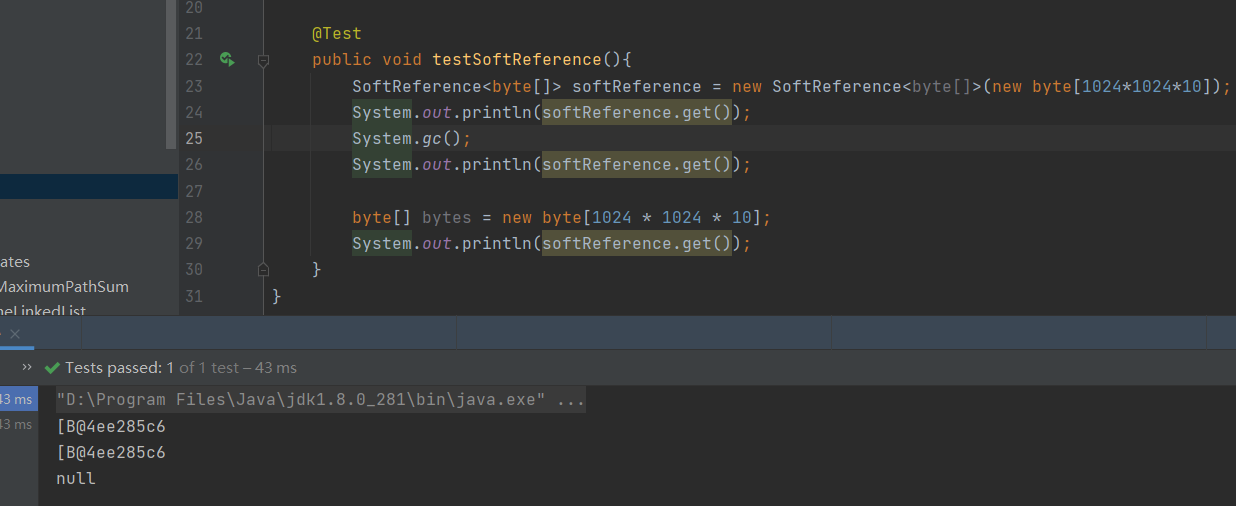 20
21 @Test
22 public void testSoftReference(){
23 SoftReference<byte[]> softReference = new SoftReference<byte[]>(new byte[1024*1024*10]);
24 System.out.println(softReference.get());
25 System.gc();
26 System.out.println(softReference.get());
27
28 byte[] bytes = new byte[1024 * 1024 * 10];
29 System.out.println(softReference.get());
30 }
31 }
ates
MaximumPathSum
neLinkedList
» Tests passed: 1 of 1 test – 43 ms
43 ms "D:\Program Files\Java\jdk1.8.0_281\bin\java.exe" ...
43 ms [B@4ee285c6
[B@4ee285c6
null